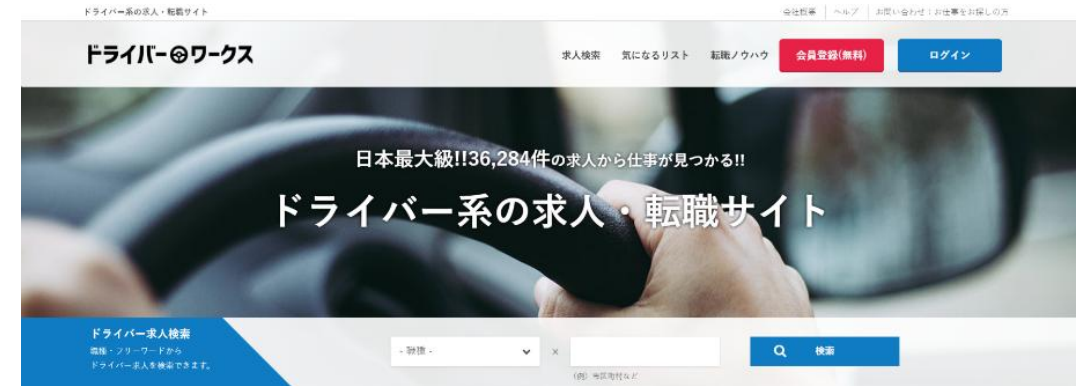 ドライバー系の求人・転職サイト
会社概要 ヘルプ お問い合わせ：お仕事をお探しの方
ドライバーワークス
求人検索 気になるリスト 転職ノウハウ 会員登録(無料) ログイン
日本最大級!!36,284件の求人から仕事が見つかる!!
ドライバー系の求人・転職サイト
ドライバー求人検索
職種・フリーワードから
ドライバー求人を検索できます。
- 職種 - × 検索
(例) 市区町村など